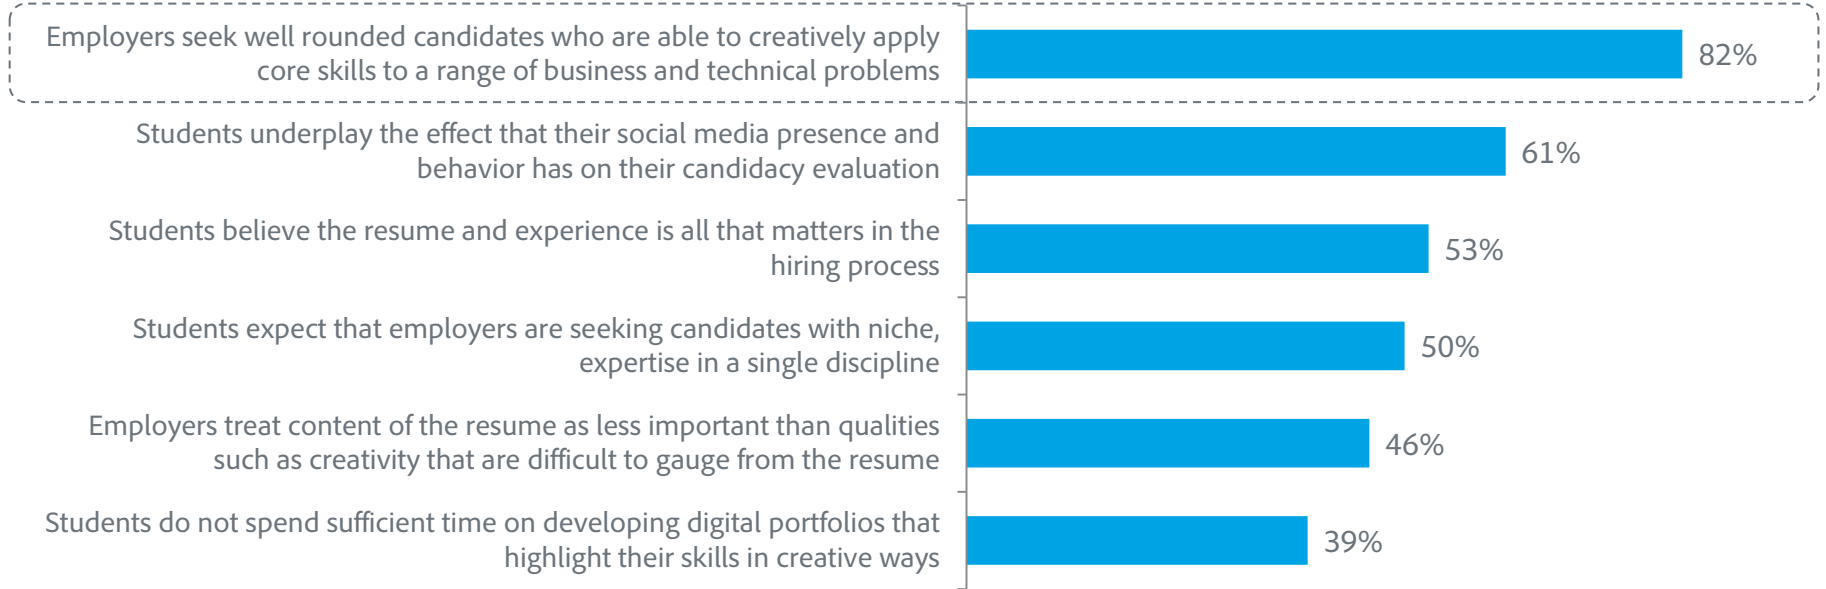 Employers seek well rounded candidates who are able to creatively apply
core skills to a range of business and technical problems
82%
Students underplay the effect that their social media presence and
behavior has on their candidacy evaluation
61%
Students believe the resume and experience is all that matters in the
hiring process
53%
Students expect that employers are seeking candidates with niche,
expertise in a single discipline
50%
Employers treat content of the resume as less important than qualities
such as creativity that are difficult to gauge from the resume
46%
Students do not spend sufficient time on developing digital portfolios that
highlight their skills in creative ways
39%